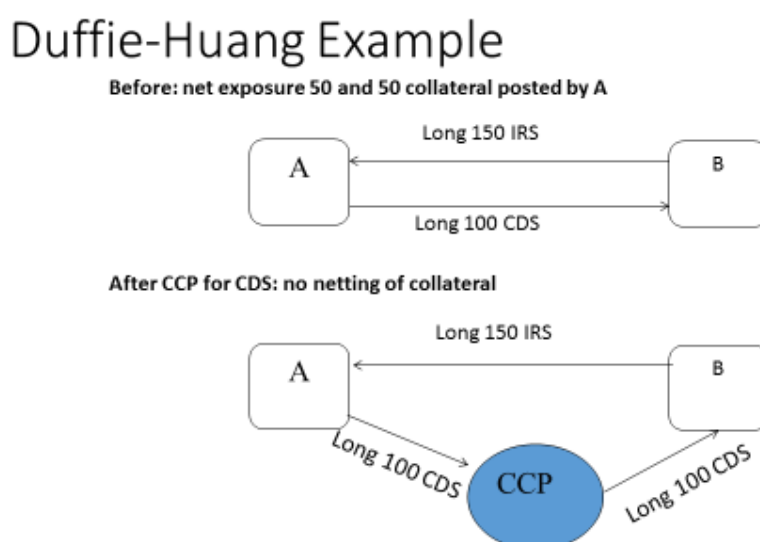 Duffie-Huang Example
Before: net exposure 50 and 50 collateral posted by A
Long 150 IRS
A
B
Long 100 CDS
After CCP for CDS: no netting of collateral
Long 150 IRS
A
B
Long 100 CDS
CCP
Long 100 CDS